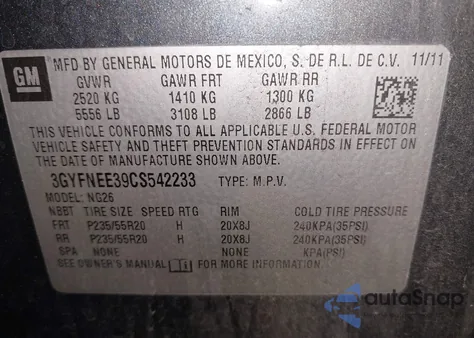 GM
MFD BY GENERAL MOTORS DE MEXICO, S. DE R.L. DE C.V. 11/11
GVWR GAWR FRT GAWR RR
2520 KG 1410 KG 1300 KG
5556 LB 3108 LB 2866 LB
THIS VEHICLE CONFORMS TO ALL APPLICABLE U.S. FEDERAL MOTOR
VEHICLE SAFETY AND THEFT PREVENTION STANDARDS IN EFFECT ON
THE DATE OF MANUFACTURE SHOWN ABOVE.
3GYFNEE39CS542233 TYPE: M.P.V.
MODEL: NG26
NSBT TIRE SIZE SPEED RTG RIM COLD TIRE PRESSURE
FRT P235/55R20 H 20X8J 240KPA(35PSI)
RR P235/55R20 H 20X8J 240KPA(35PSI)
SPA NONE NONE KPA(PSI)
SEE OWNER'S MANUAL FOR MORE INFORMATION.
autoSnap